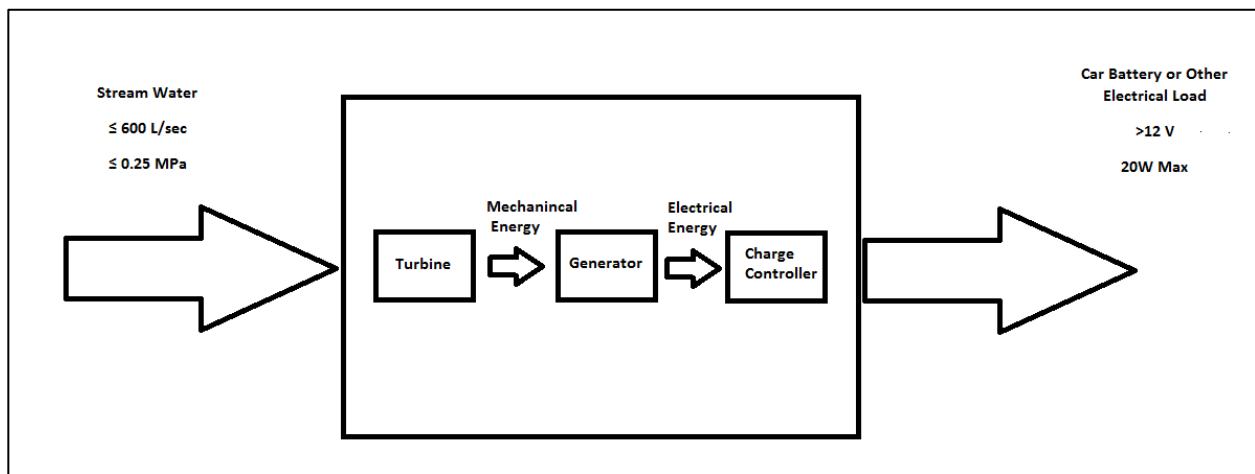 Stream Water
≤ 600 L/sec
≤ 0.25 MPa
Mechanincal
Energy
Electrical
Energy
Turbine
Generator
Charge
Controller
Car Battery or Other
Electrical Load
>12 V
20W Max